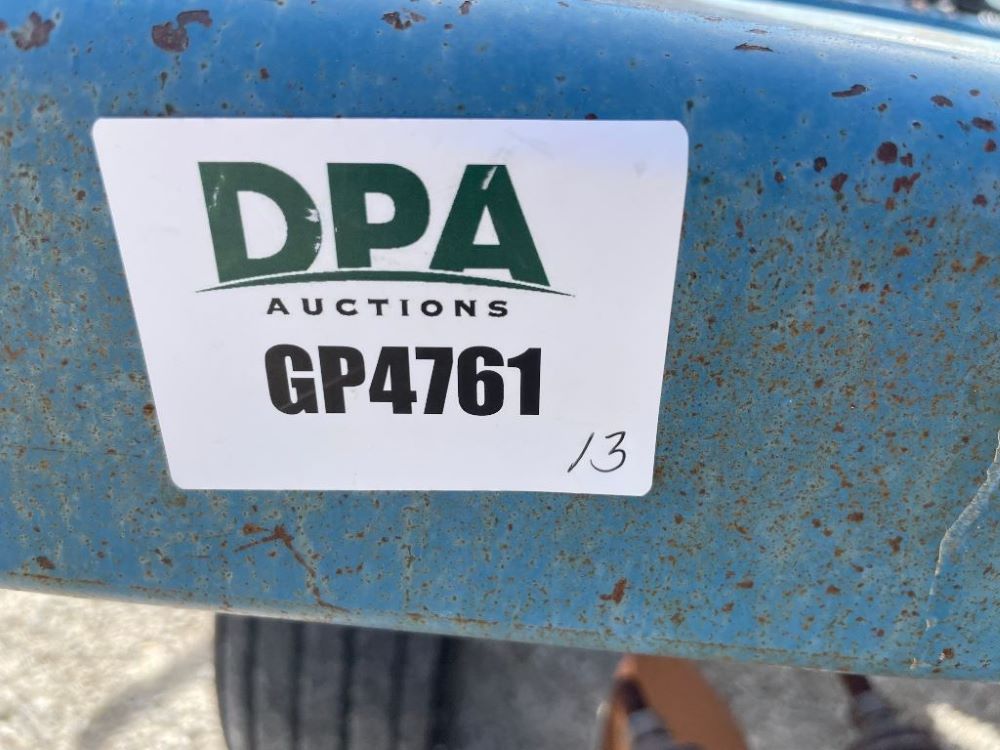 DPA
AUCTIONS
GP4761
13